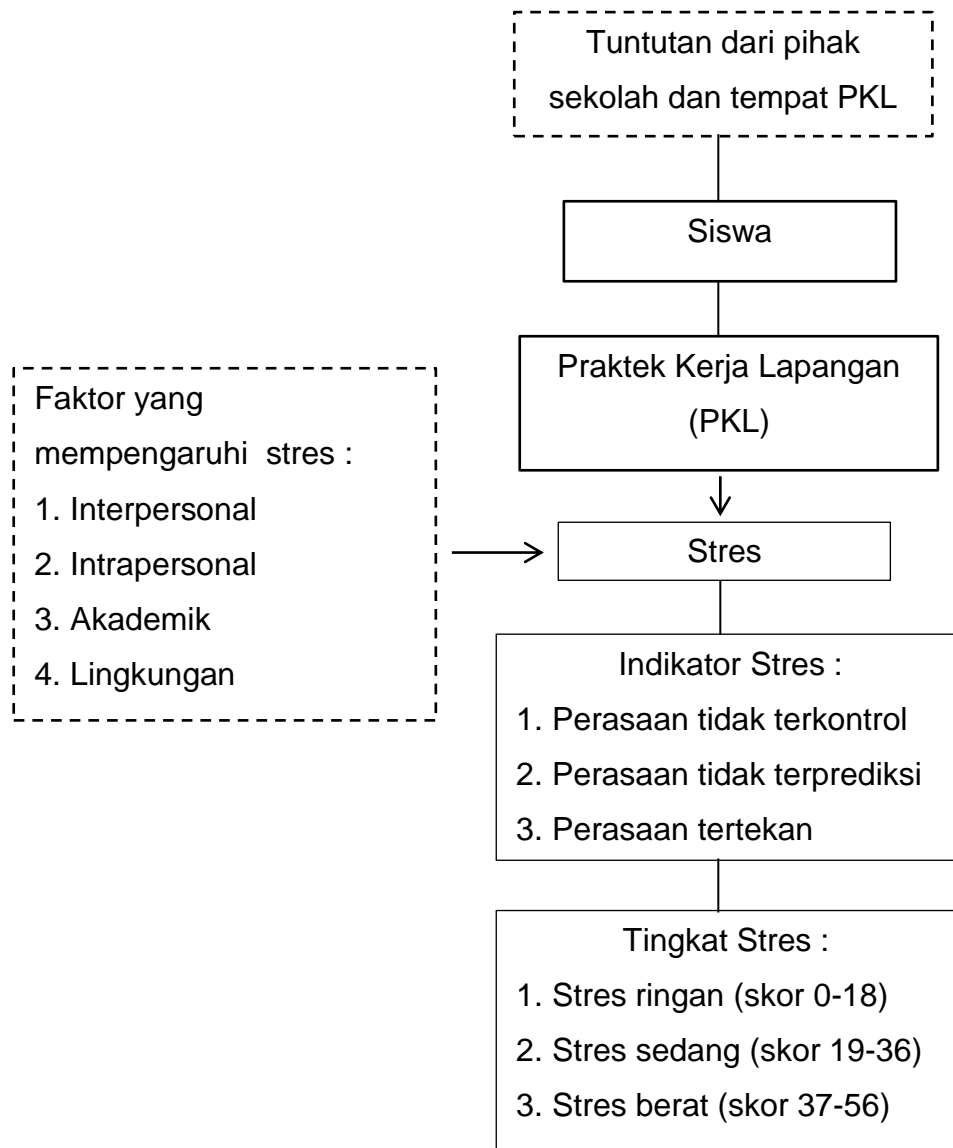 Tuntutan dari pihak
sekolah dan tempat PKL
Siswa
Praktek Kerja Lapangan
(PKL)
Faktor yang
mempengaruhi stres :
1. Interpersonal
2. Intrapersonal
3. Akademik
4. Lingkungan
Stres
Indikator Stres :
1. Perasaan tidak terkontrol
2. Perasaan tidak terprediksi
3. Perasaan tertekan
Tingkat Stres :
1. Stres ringan (skor 0-18)
2. Stres sedang (skor 19-36)
3. Stres berat (skor 37-56)